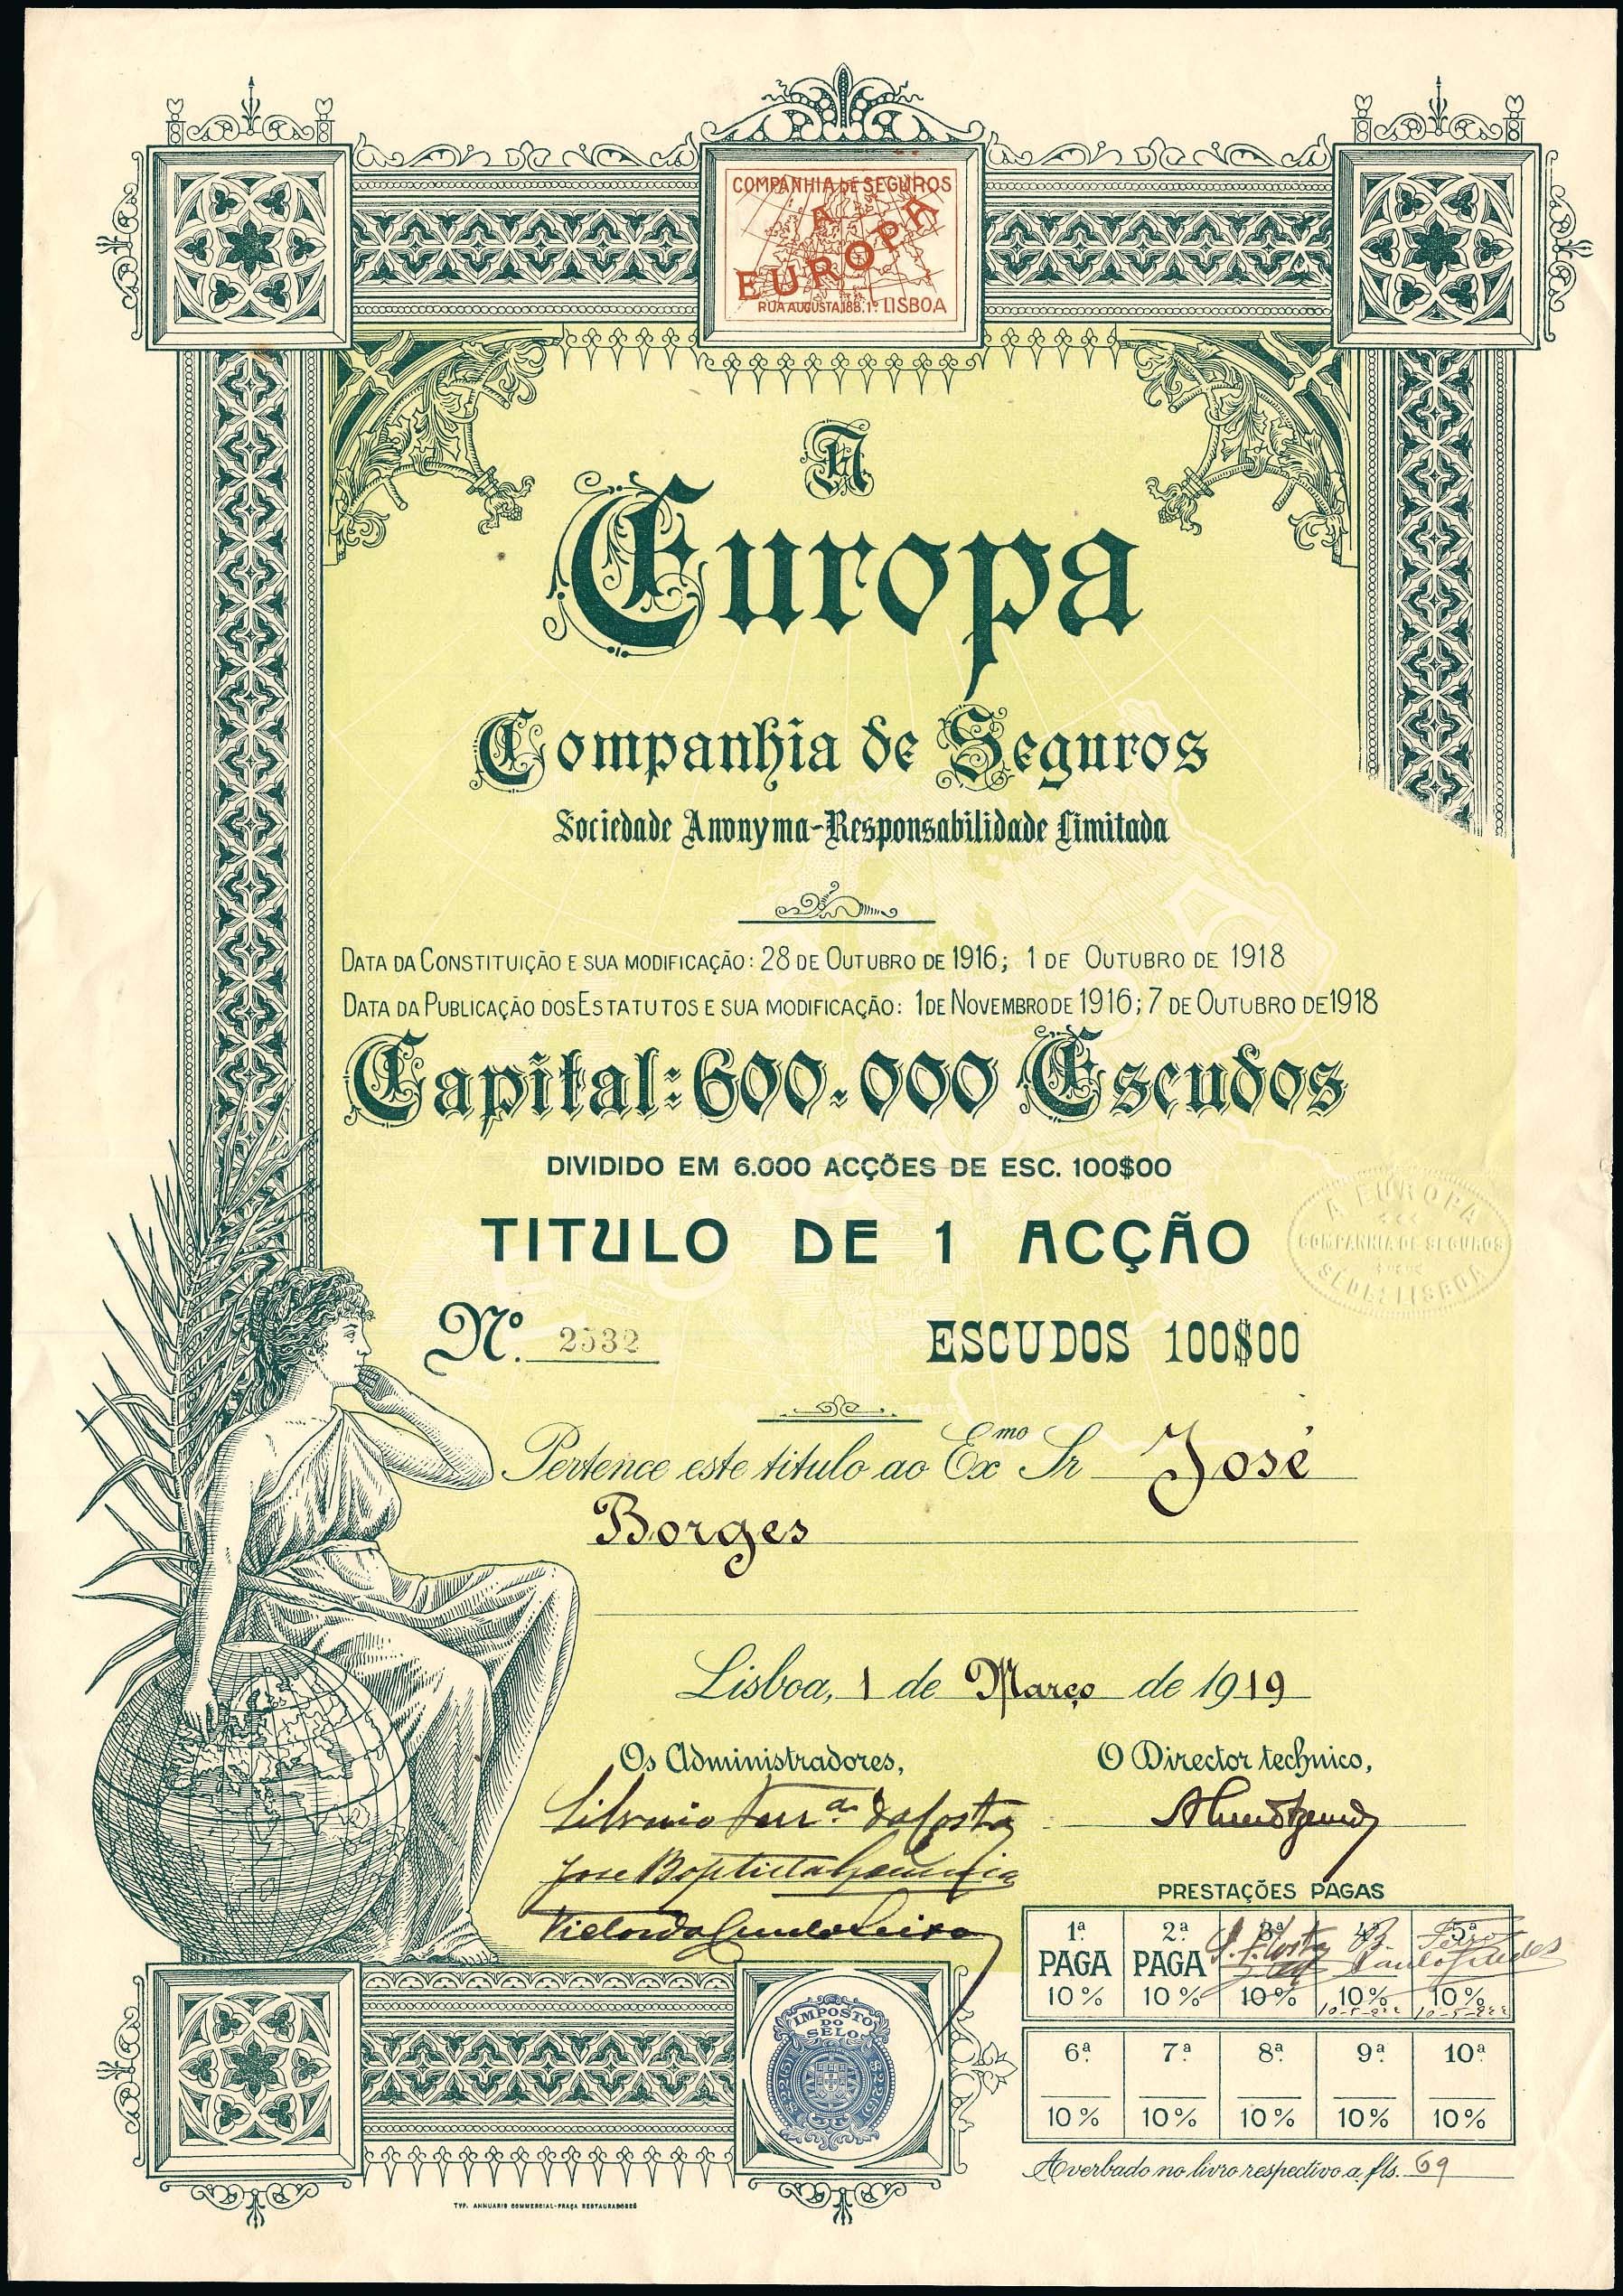 COMPANHIA DE SEGUROS
A
EUROPA
RUA AUGUSTA, 188, 1º LISBOA
A
Europa
Companhia de Seguros
Sociedade Anonyma-Responsabilidade Limitada
DATA DA CONSTITUIÇÃO E SUA MODIFICAÇÃO: 28 DE OUTUBRO DE 1916; 1 DE OUTUBRO DE 1918
DATA DA PUBLICAÇÃO DOS ESTATUTOS E SUA MODIFICAÇÃO: 1 DE NOVEMBRO DE 1916; 7 DE OUTUBRO DE 1918
Capital: 600.000 Escudos
DIVIDIDO EM 6.000 ACÇÕES DE ESC. 100$00
TITULO DE 1 ACÇÃO
A EUROPA
COMPANHIA DE SEGUROS
SÉDE: LISBOA
Nº. 2532 ESCUDOS 100$00
Pertence este titulo ao Exmo Sr José
Borges
Lisboa, 1 de Março de 1919
Os Administradores, O Director technico,
PRESTAÇÕES PAGAS
1ª 2ª 3ª 4ª 5ª
PAGA PAGA
10% 10% 10% 10% 10%
6ª 7ª 8ª 9ª 10ª
10% 10% 10% 10% 10%
Averbado no livro respectivo a fls. 69
IMPOSTO
DO
SÊLO
TYP. ANNUARIO COMMERCIAL-PRAÇA RESTAURADORES